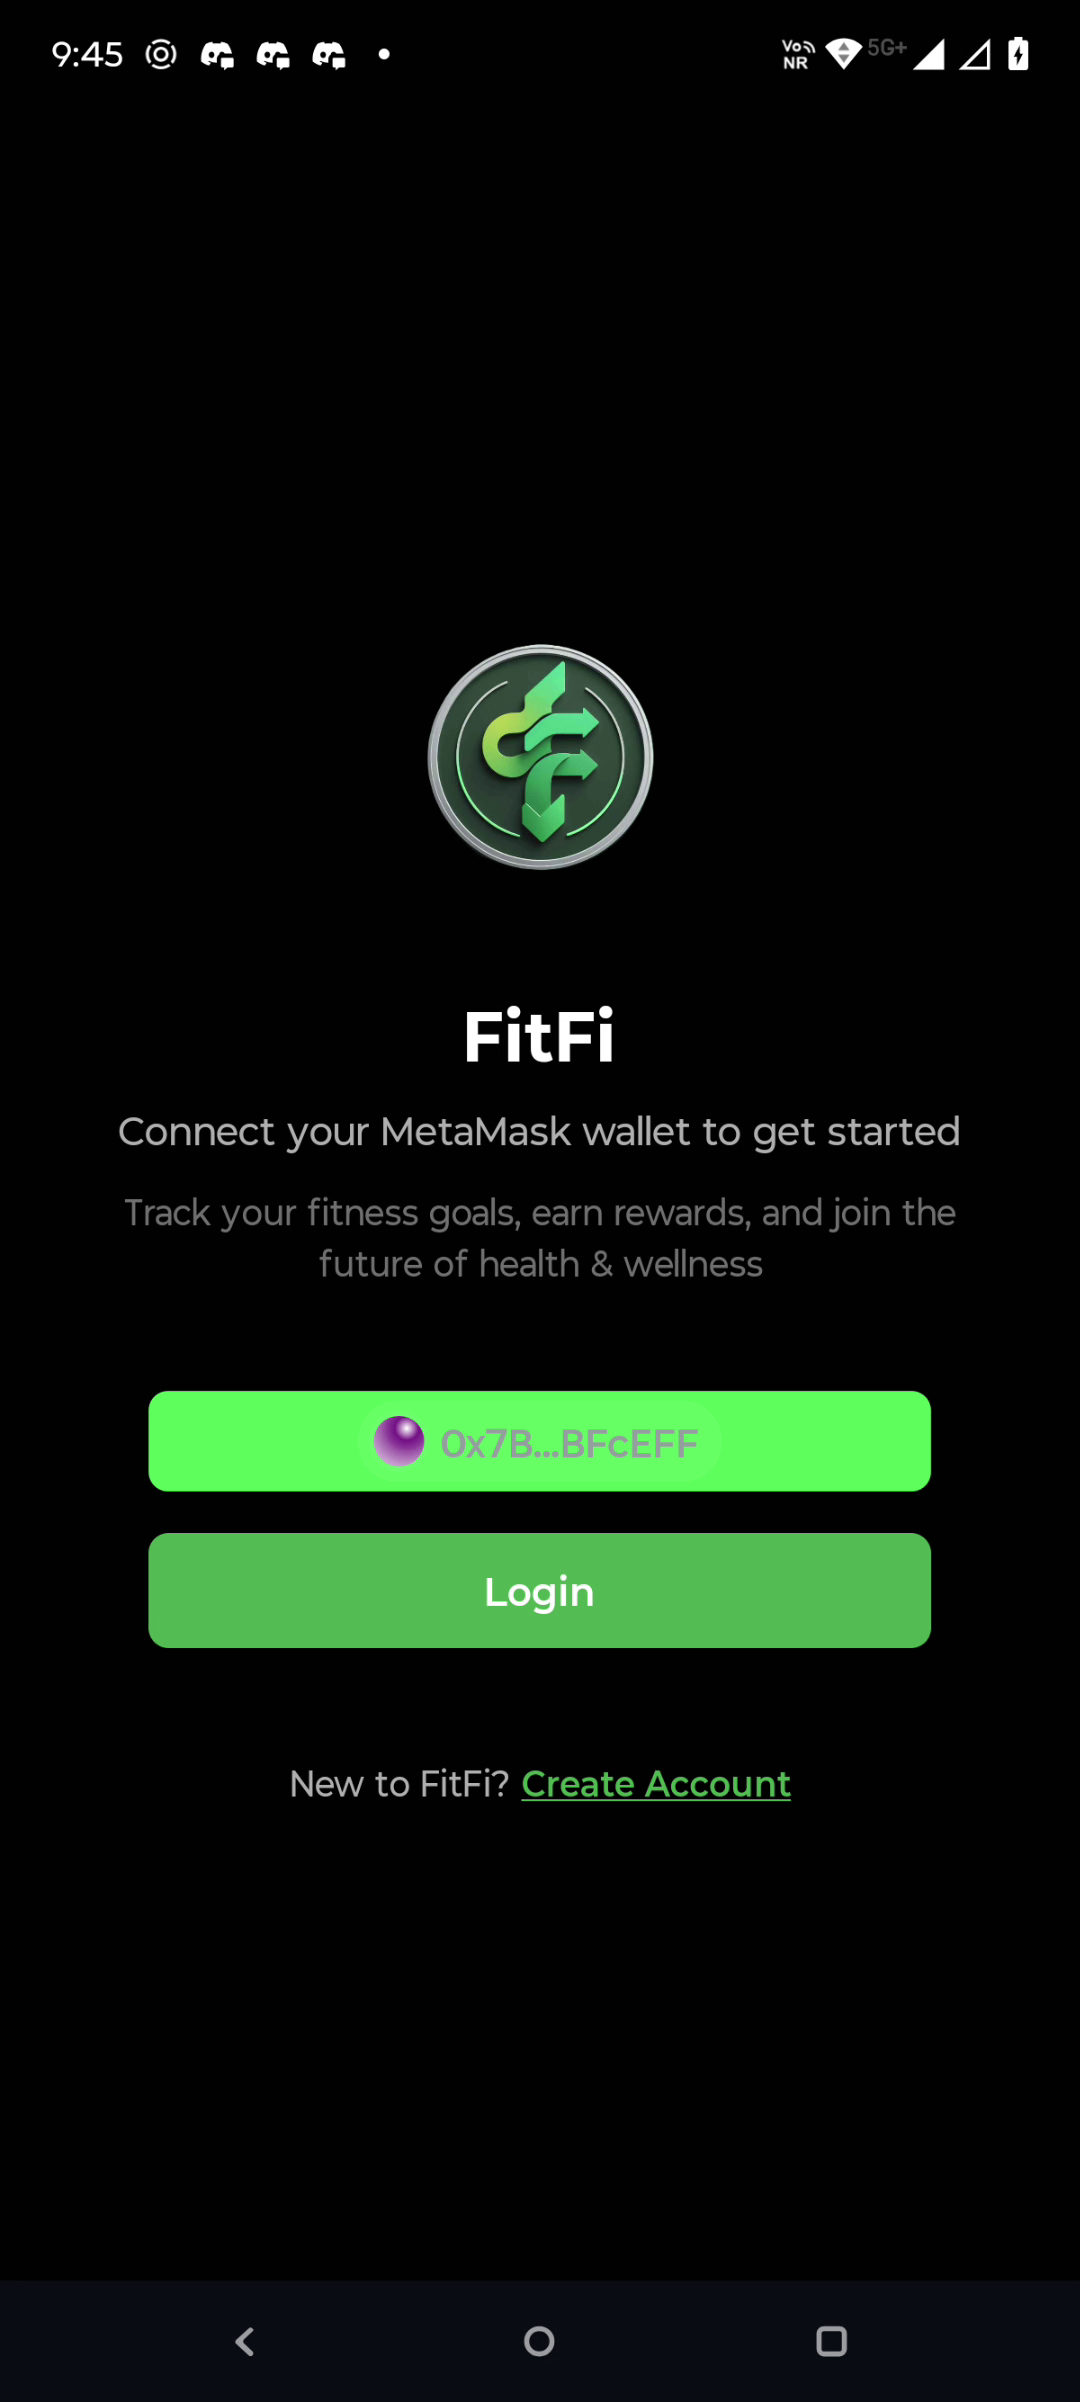 9:45
Vo NR
5G+
FitFi
Connect your MetaMask wallet to get started
Track your fitness goals, earn rewards, and join the
future of health & wellness
0x7B...BFcEFF
Login
New to FitFi? Create Account